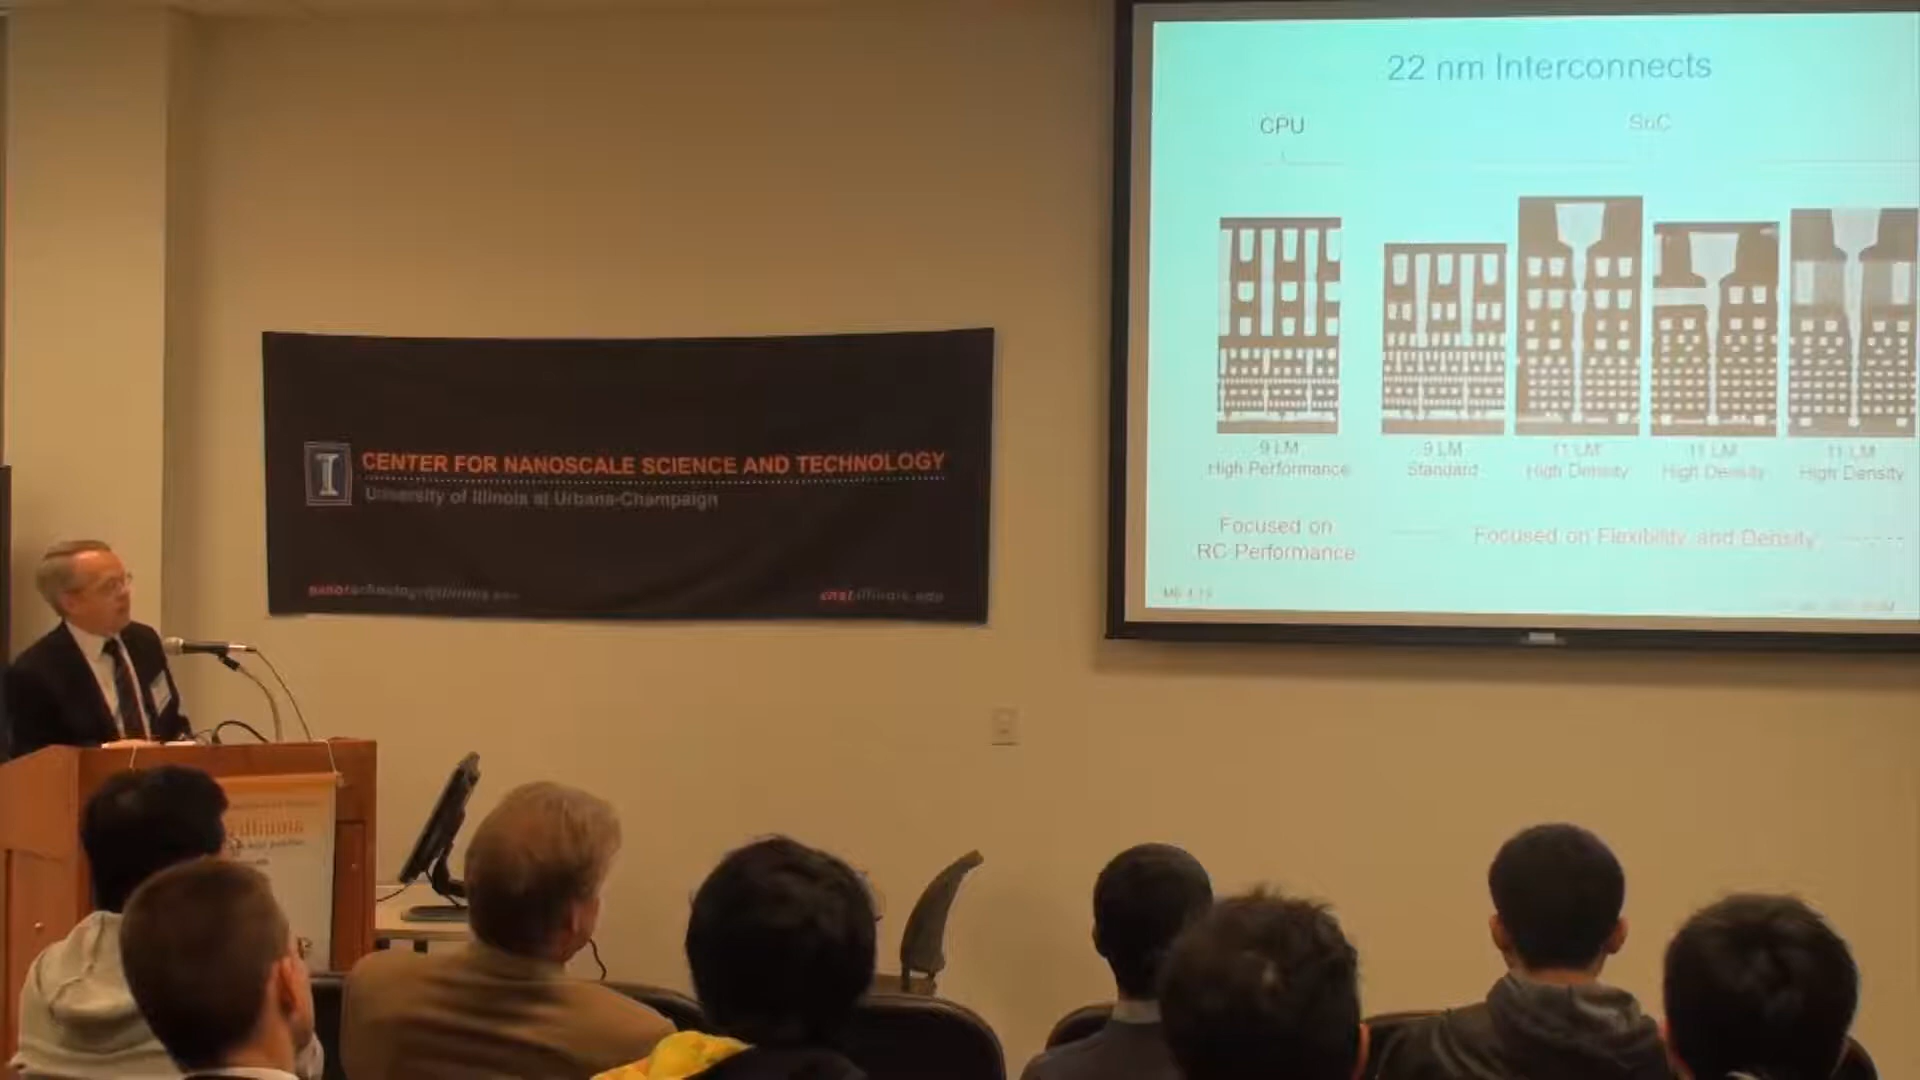 22 nm Interconnects
CPU
SoC
9 LM
High Performance
9 LM
Standard
11 LM
High Density
11 LM
High Density
11 LM
High Density
Focused on
RC Performance
Focused on Flexibility and Density
I
CENTER FOR NANOSCALE SCIENCE AND TECHNOLOGY
University of Illinois at Urbana-Champaign
cnst.illinois.edu